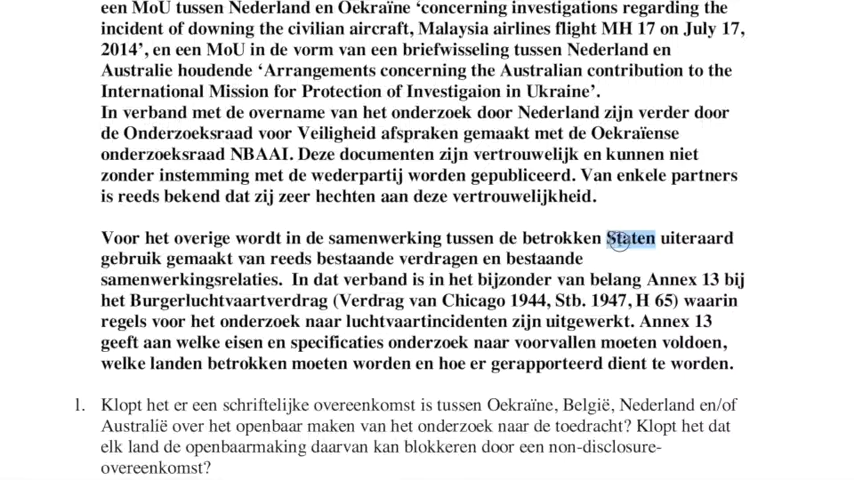 een MoU tussen Nederland en Oekraïne ‘concerning investigations regarding the
incident of downing the civilian aircraft, Malaysia airlines flight MH 17 on July 17,
2014’, en een MoU in de vorm van een briefwisseling tussen Nederland en
Australie houdende ‘Arrangements concerning the Australian contribution to the
International Mission for Protection of Investigaion in Ukraine’.
In verband met de overname van het onderzoek door Nederland zijn verder door
de Onderzoeksraad voor Veiligheid afspraken gemaakt met de Oekraïense
onderzoeksraad NBAAI. Deze documenten zijn vertrouwelijk en kunnen niet
zonder instemming met de wederpartij worden gepubliceerd. Van enkele partners
is reeds bekend dat zij zeer hechten aan deze vertrouwelijkheid.
Voor het overige wordt in de samenwerking tussen de betrokken Staten uiteraard
gebruik gemaakt van reeds bestaande verdragen en bestaande
samenwerkingsrelaties. In dat verband is in het bijzonder van belang Annex 13 bij
het Burgerluchtvaartverdrag (Verdrag van Chicago 1944, Stb. 1947, H 65) waarin
regels voor het onderzoek naar luchtvaartincidenten zijn uitgewerkt. Annex 13
geeft aan welke eisen en specificaties onderzoek naar voorvallen moeten voldoen,
welke landen betrokken moeten worden en hoe er gerapporteerd dient te worden.
1. Klopt het er een schriftelijke overeenkomst is tussen Oekraïne, België, Nederland en/of
Australië over het openbaar maken van het onderzoek naar de toedracht? Klopt het dat
elk land de openbaarmaking daarvan kan blokkeren door een non-disclosure-
overeenkomst?